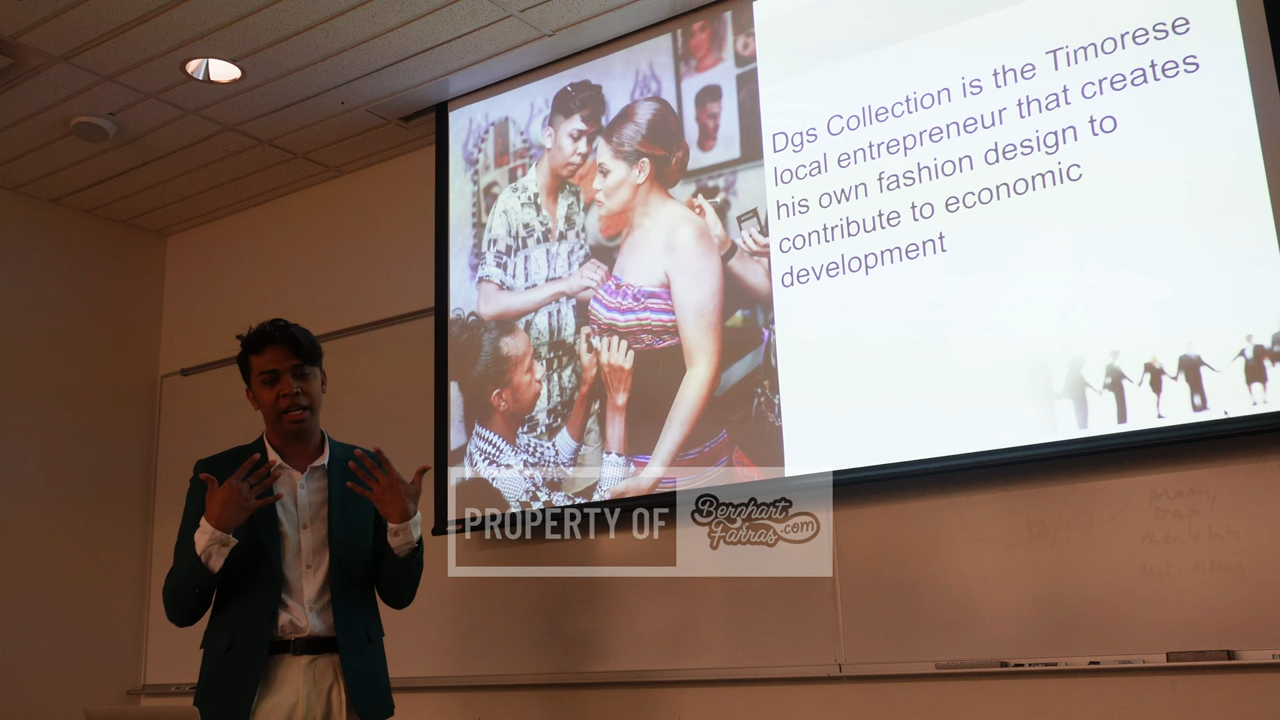 Dgs Collection is the Timorese
local entrepreneur that creates
his own fashion design to
contribute to economic
development
PROPERTY OF
Bernhart
Farras.com